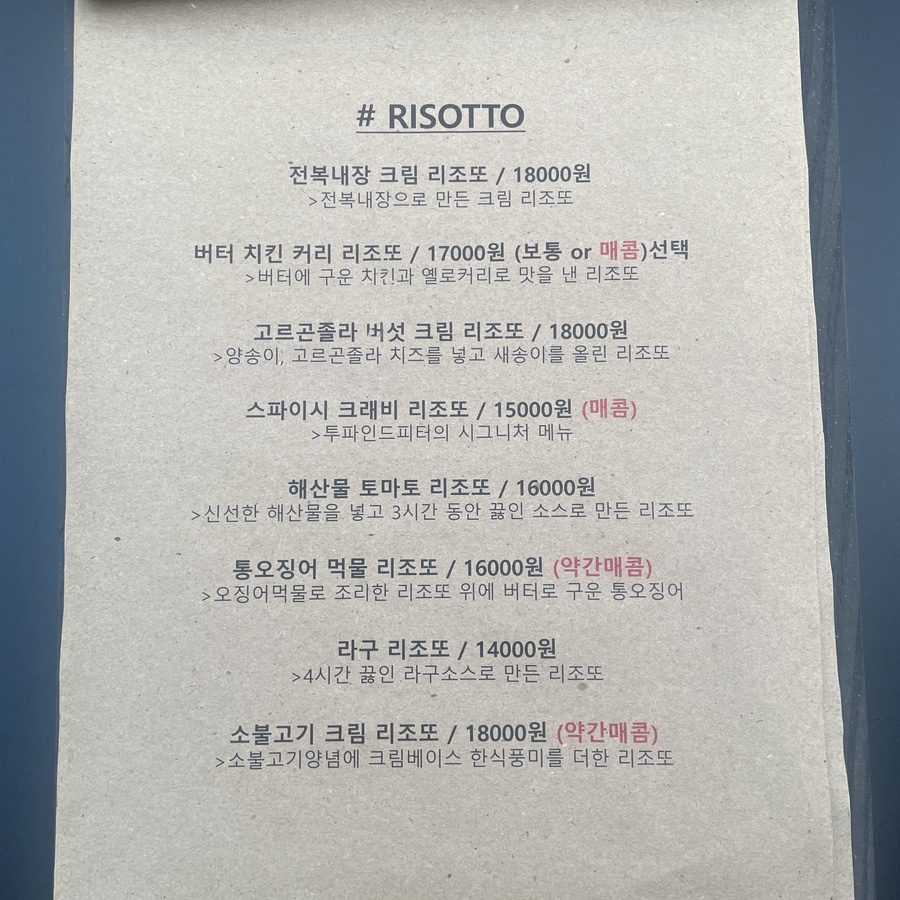 # RISOTTO
전복내장 크림 리조또 / 18000원
>전복내장으로 만든 크림 리조또
버터 치킨 커리 리조또 / 17000원 (보통 or 매콤)선택
>버터에 구운 치킨과 옐로커리로 맛을 낸 리조또
고르곤졸라 버섯 크림 리조또 / 18000원
>양송이, 고르곤졸라 치즈를 넣고 새송이를 올린 리조또
스파이시 크래비 리조또 / 15000원 (매콤)
>투파인드피터의 시그니처 메뉴
해산물 토마토 리조또 / 16000원
>신선한 해산물을 넣고 3시간 동안 끓인 소스로 만든 리조또
통오징어 먹물 리조또 / 16000원 (약간매콤)
>오징어먹물로 조리한 리조또 위에 버터로 구운 통오징어
라구 리조또 / 14000원
>4시간 끓인 라구소스로 만든 리조또
소불고기 크림 리조또 / 18000원 (약간매콤)
>소불고기양념에 크림베이스 한식풍미를 더한 리조또